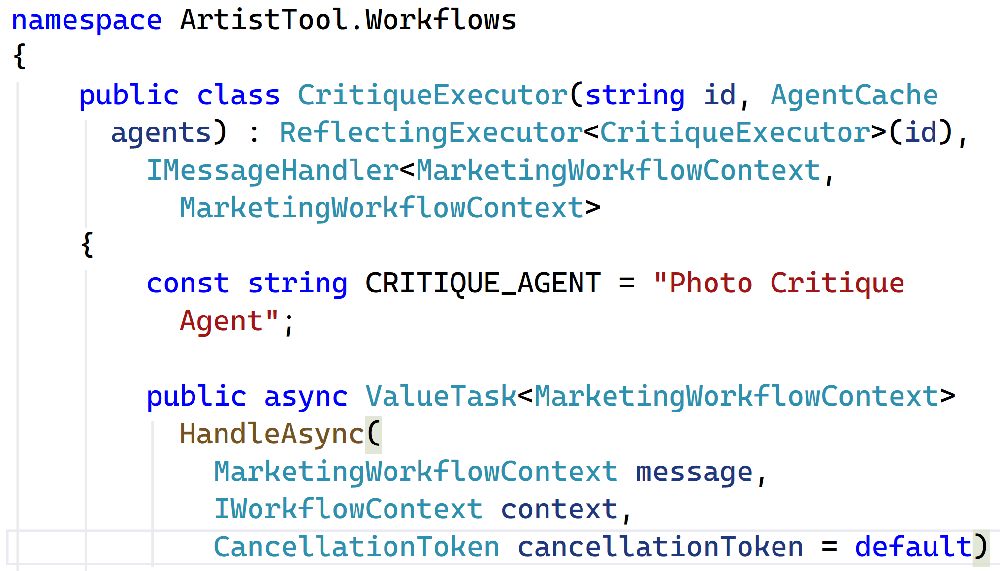 namespace ArtistTool.Workflows
{
public class CritiqueExecutor(string id, AgentCache
agents) : ReflectingExecutor<CritiqueExecutor>(id),
IMessageHandler<MarketingWorkflowContext,
MarketingWorkflowContext>
{
const string CRITIQUE_AGENT = "Photo Critique
Agent";
public async ValueTask<MarketingWorkflowContext>
HandleAsync(
MarketingWorkflowContext message,
IWorkflowContext context,
CancellationToken cancellationToken = default)